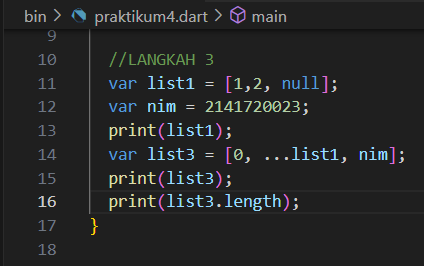 bin > praktikum4.dart > main
9
10 //LANGKAH 3
11 var list1 = [1,2, null];
12 var nim = 2141720023;
13 print(list1);
14 var list3 = [0, ...list1, nim];
15 print(list3);
16 print(list3.length);
17 }
18